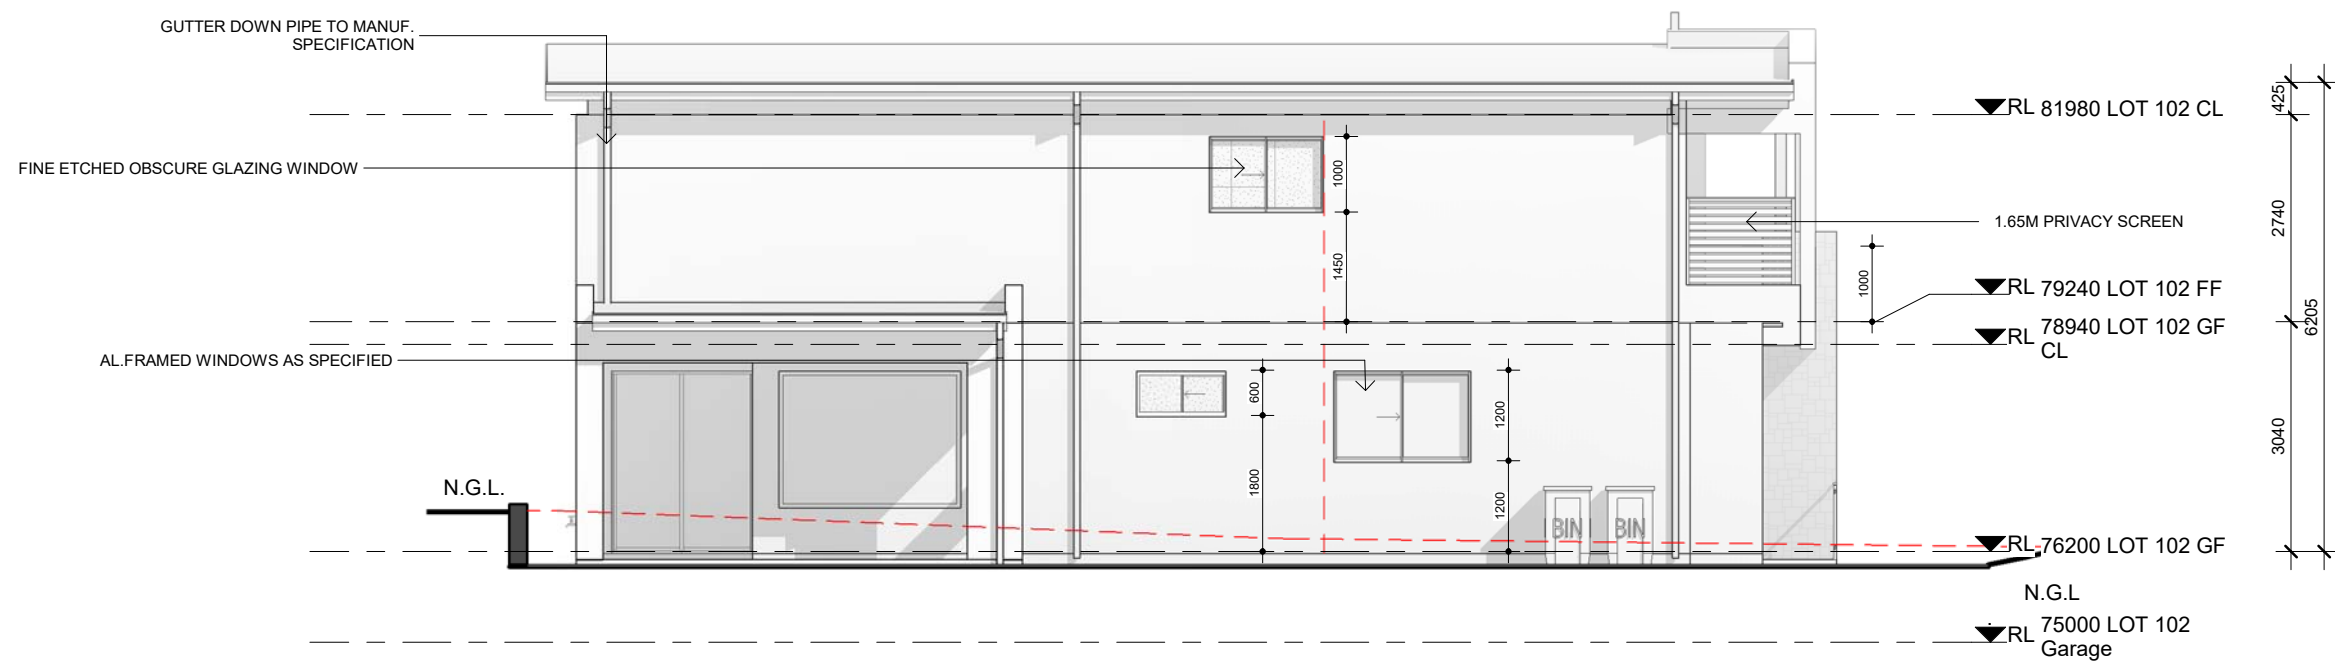 GUTTER DOWN PIPE TO MANUF.
SPECIFICATION
425
RL 81980 LOT 102 CL
FINE ETCHED OBSCURE GLAZING WINDOW
1000
2740
1.65M PRIVACY SCREEN
1450
1000
RL 79240 LOT 102 FF
6205
RL 78940 LOT 102 GF
CL
AL.FRAMED WINDOWS AS SPECIFIED
600
1200
3040
1800
1200
N.G.L.
BIN
BIN
RL 76200 LOT 102 GF
N.G.L
RL 75000 LOT 102
Garage